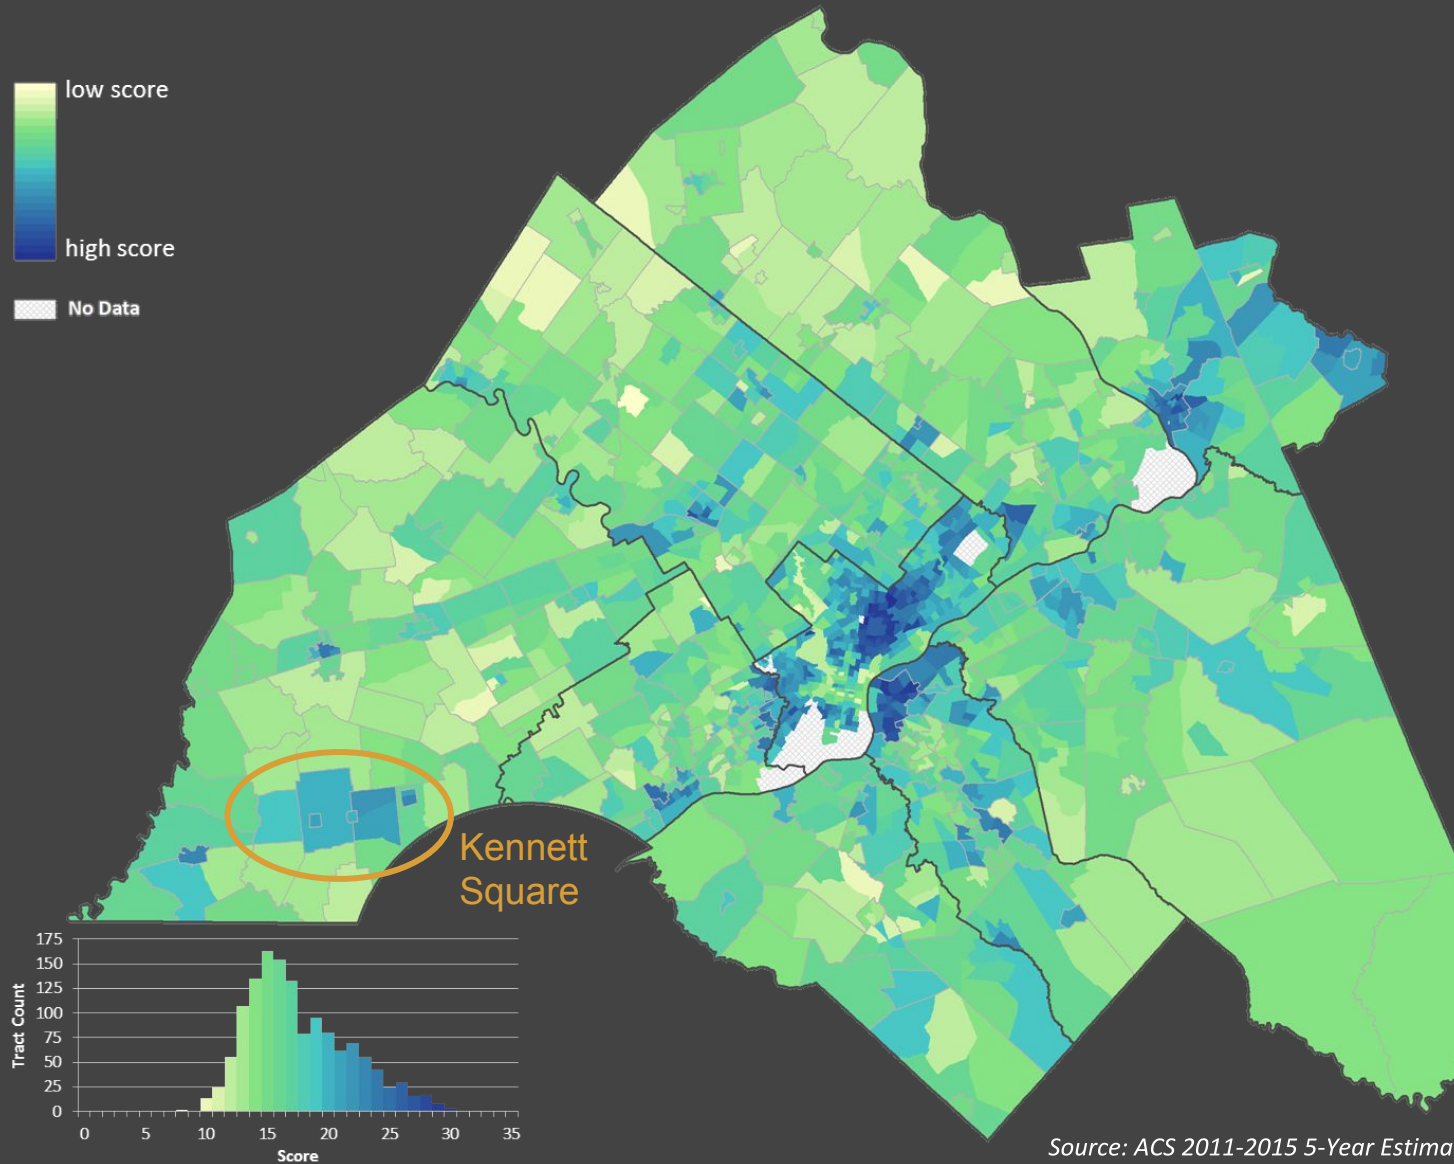 low score
high score
No Data
Kennett
Square
175
150
125
100
75
50
25
0
Tract Count
0 5 10 15 20 25 30 35
Score
Source: ACS 2011-2015 5-Year Estima